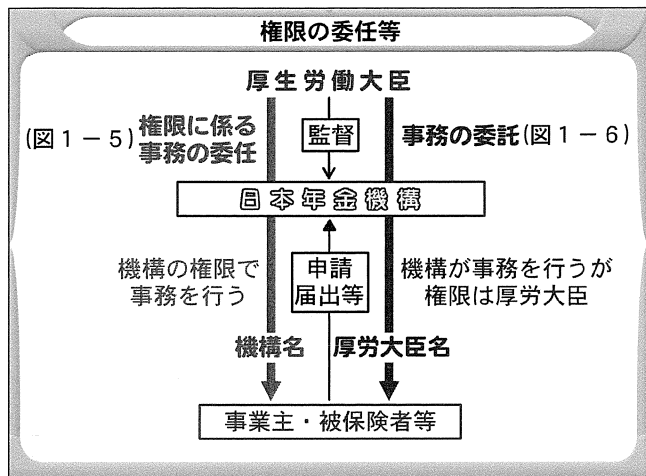 権限の委任等
厚生労働大臣
(図1-5)
権限に係る
事務の委任
監督
事務の委託(図1-6)
日本年金機構
機構の権限で
事務を行う
申請
届出等
機構が事務を行うが
権限は厚労大臣
機構名
厚労大臣名
事業主・被保険者等